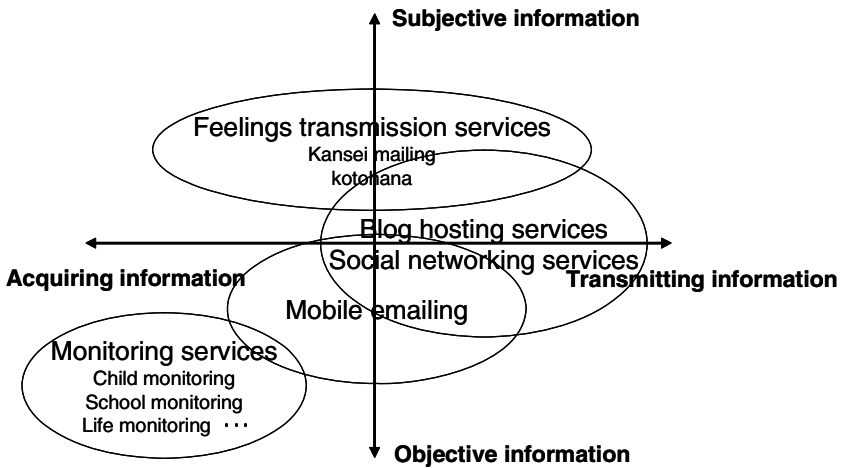 Subjective information
Feelings transmission services
Kansei mailing
kotohana
Blog hosting services
Social networking services
Acquiring information
Transmitting information
Mobile emailing
Monitoring services
Child monitoring
School monitoring
Life monitoring ···
Objective information